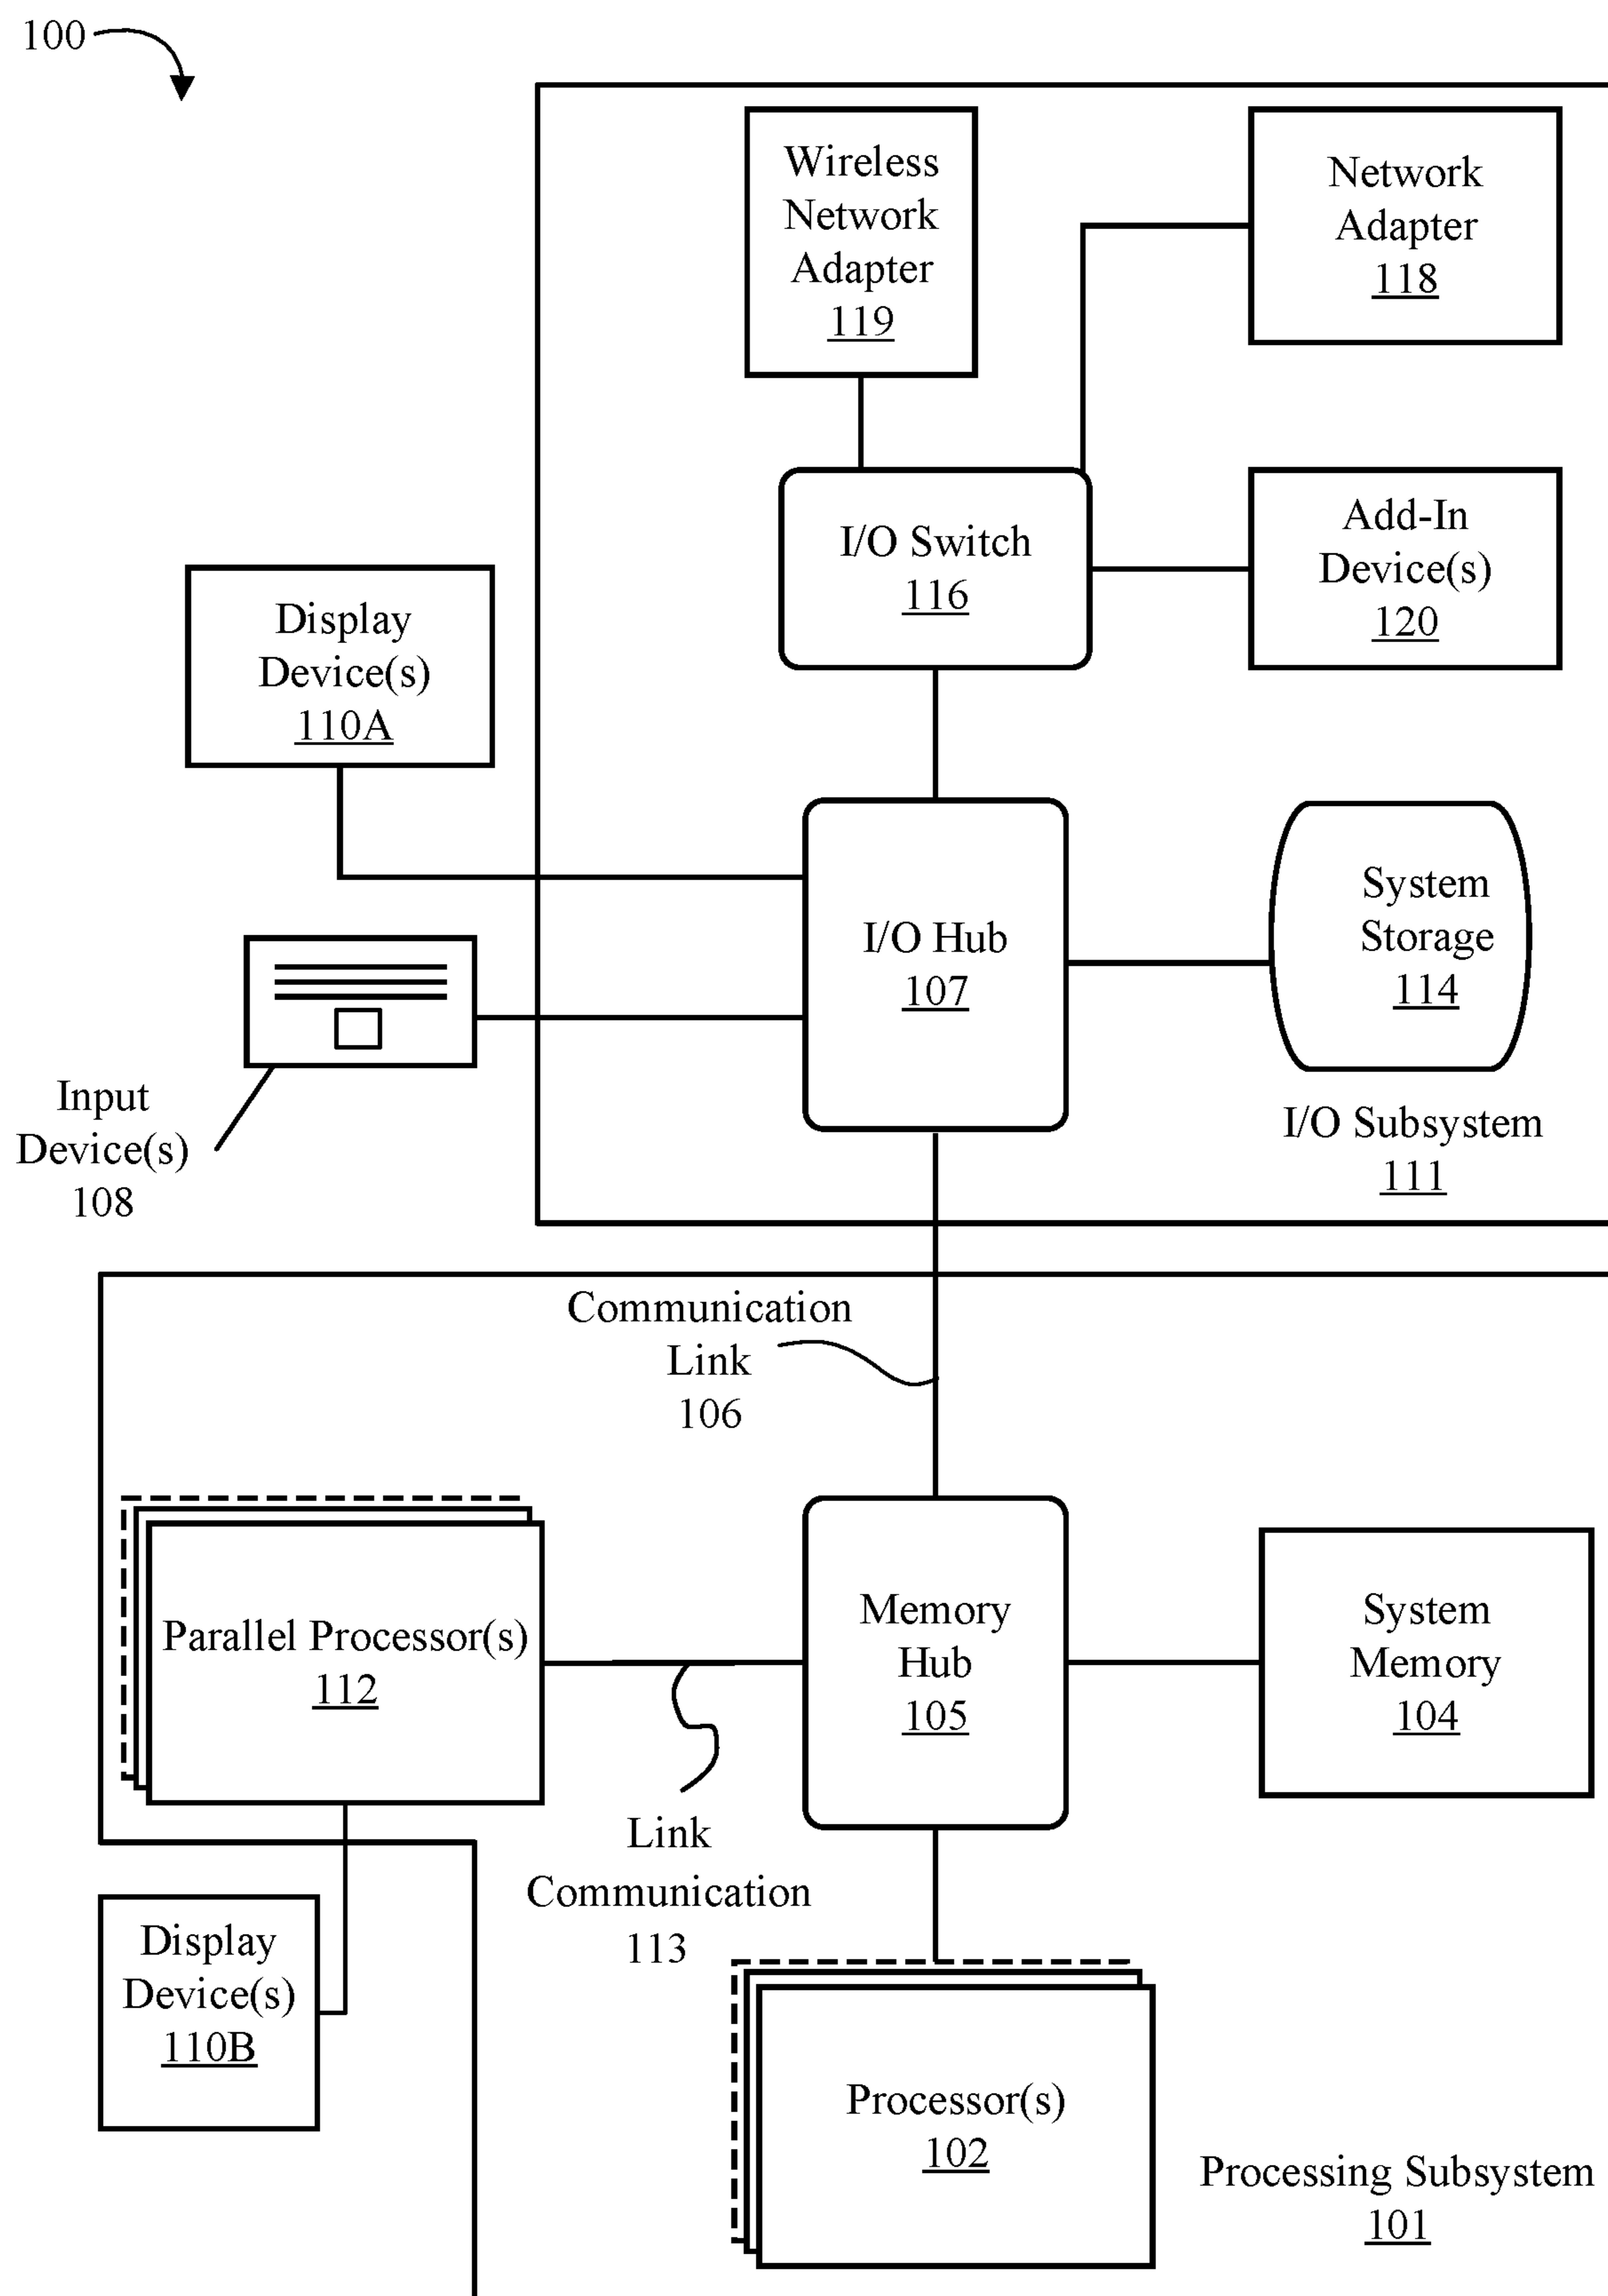 100
Wireless
Network
Adapter
119
Network
Adapter
118
I/O Switch
116
Add-In
Device(s)
120
Display
Device(s)
110A
I/O Hub
107
System
Storage
114
Input
Device(s)
108
I/O Subsystem
111
Communication
Link
106
Parallel Processor(s)
112
Memory
Hub
105
System
Memory
104
Link
Communication
113
Display
Device(s)
110B
Processor(s)
102
Processing Subsystem
101